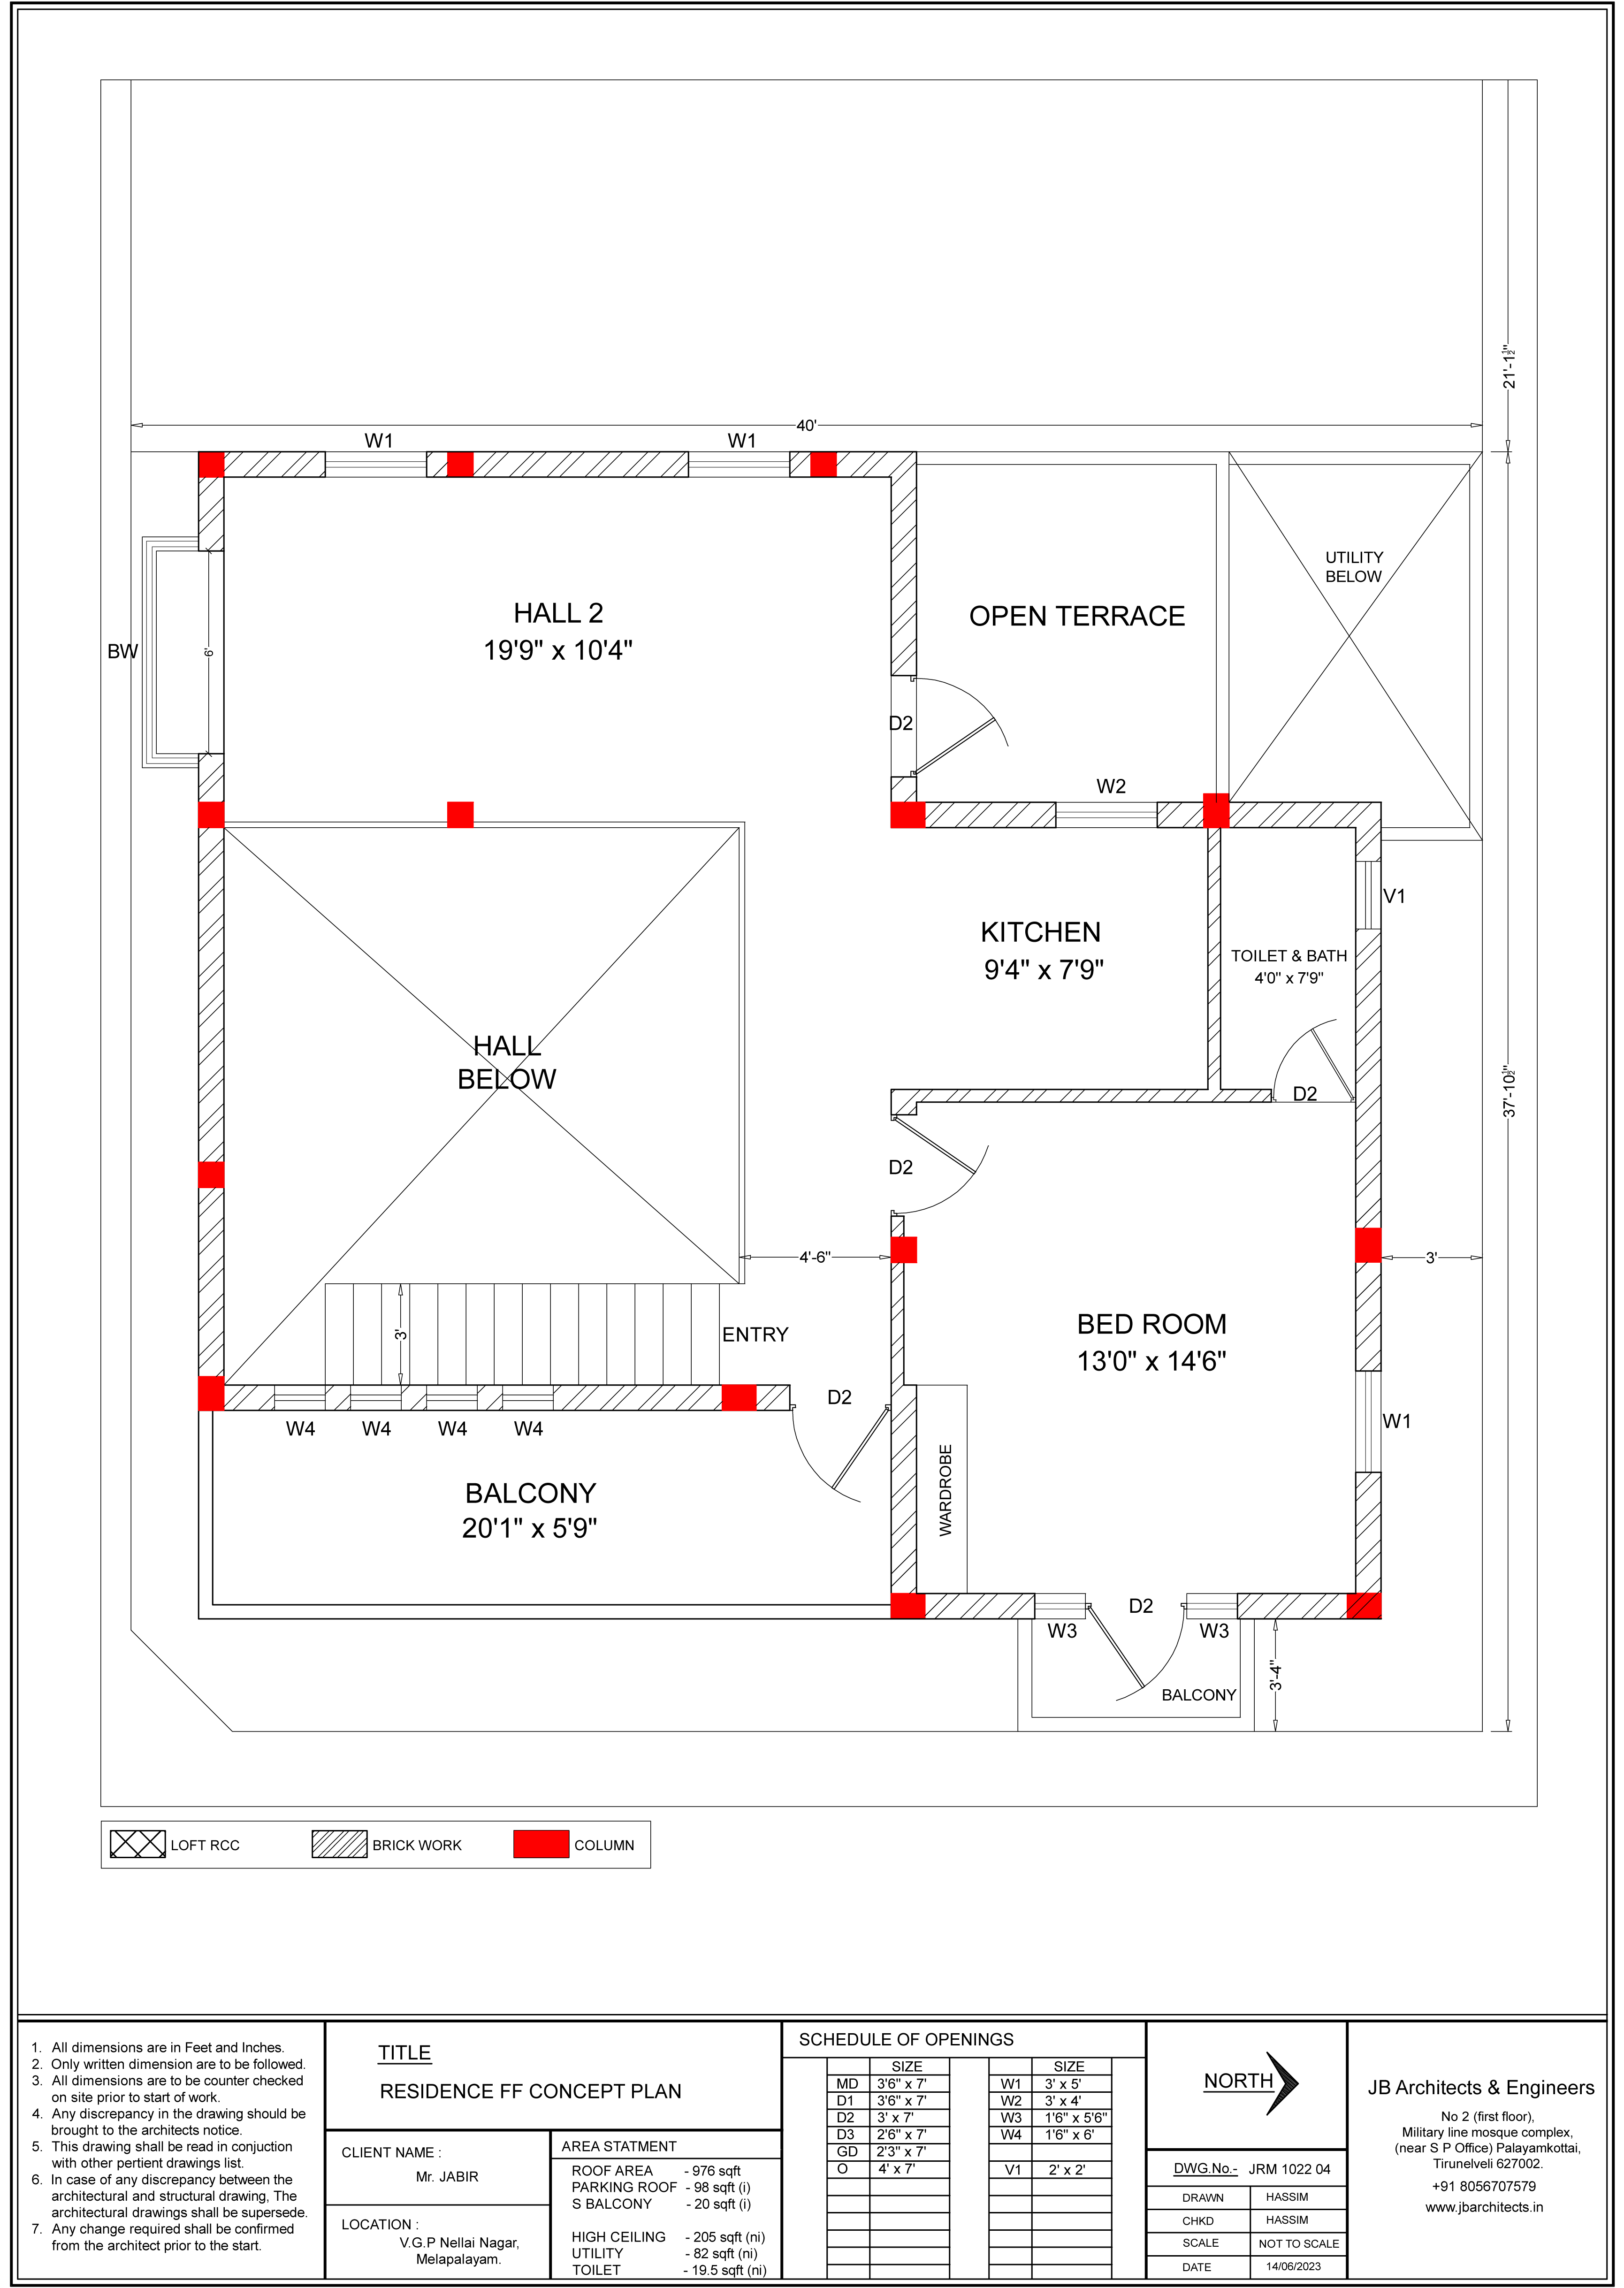 21'-1½"
40'
W1
W1
UTILITY
BELOW
HALL 2
19'9" x 10'4"
OPEN TERRACE
BW
6'
D2
W2
V1
KITCHEN
9'4" x 7'9"
TOILET & BATH
4'0" x 7'9"
HALL
BELOW
37'-10½"
D2
D2
4'-6"
3'
BED ROOM
13'0" x 14'6"
3'
ENTRY
D2
W1
W4
W4
W4
W4
WARDROBE
BALCONY
20'1" x 5'9"
D2
W3
W3
3'-4"
BALCONY
LOFT RCC
BRICK WORK
COLUMN
1. All dimensions are in Feet and Inches.
2. Only written dimension are to be followed.
3. All dimensions are to be counter checked
on site prior to start of work.
4. Any discrepancy in the drawing should be
brought to the architects notice.
5. This drawing shall be read in conjuction
with other pertient drawings list.
6. In case of any discrepancy between the
architectural and structural drawing, The
architectural drawings shall be supersede.
7. Any change required shall be confirmed
from the architect prior to the start.
TITLE
RESIDENCE FF CONCEPT PLAN
CLIENT NAME :
Mr. JABIR
LOCATION :
V.G.P Nellai Nagar,
Melapalayam.
AREA STATMENT
ROOF AREA - 976 sqft
PARKING ROOF - 98 sqft (i)
S BALCONY - 20 sqft (i)
HIGH CEILING - 205 sqft (ni)
UTILITY - 82 sqft (ni)
TOILET - 19.5 sqft (ni)
SCHEDULE OF OPENINGS
SIZE SIZE
MD 3'6" x 7' W1 3' x 5'
D1 3'6" x 7' W2 3' x 4'
D2 3' x 7' W3 1'6" x 5'6"
D3 2'6" x 7' W4 1'6" x 6'
GD 2'3" x 7'
O 4' x 7' V1 2' x 2'
NORTH
DWG.No.- JRM 1022 04
DRAWN HASSIM
CHKD HASSIM
SCALE NOT TO SCALE
DATE 14/06/2023
JB Architects & Engineers
No 2 (first floor),
Military line mosque complex,
(near S P Office) Palayamkottai,
Tirunelveli 627002.
+91 8056707579
www.jbarchitects.in